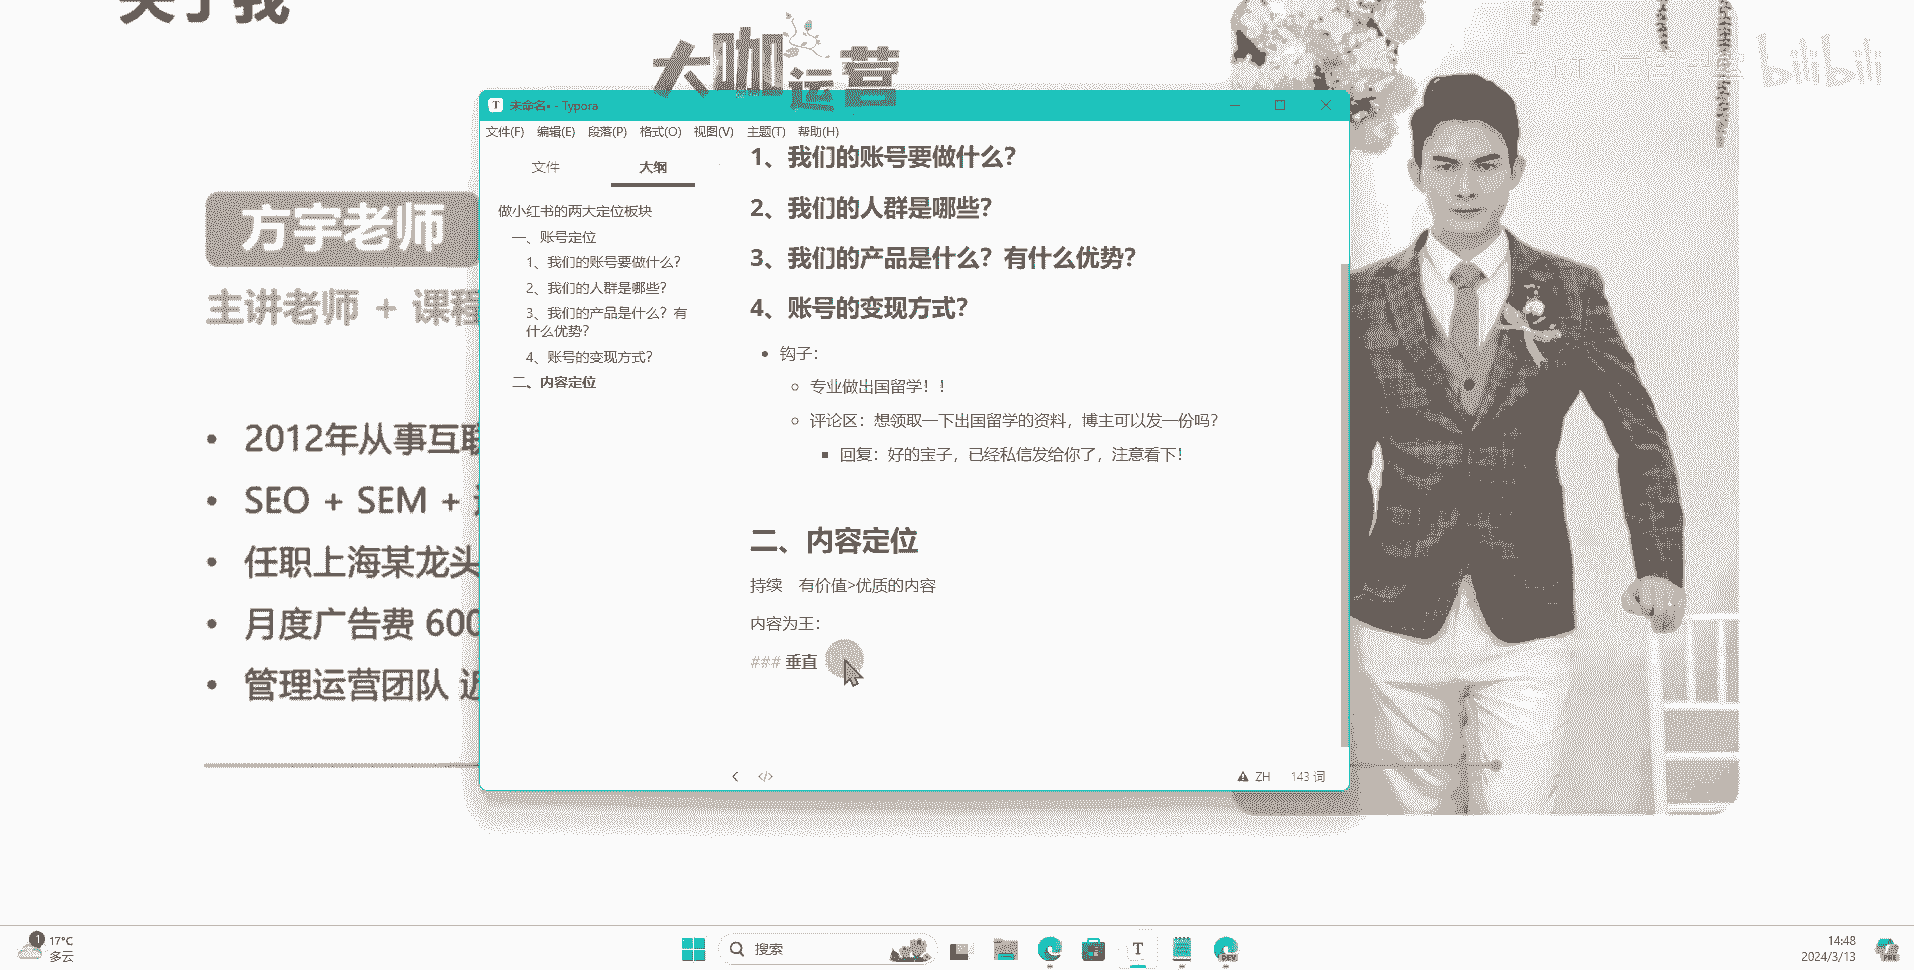 关于我
大咖运营
bilibili
方宇老师
主讲老师 + 课程
2012年从事互联
SEO + SEM +
任职上海某龙头
月度广告费 600
管理运营团队 近
未命名• - Typora
文件(F) 编辑(E) 段落(P) 格式(O) 视图(V) 主题(T) 帮助(H)
文件 大纲
做小红书的两大定位板块
一、账号定位
1、我们的账号要做什么?
2、我们的人群是哪些?
3、我们的产品是什么? 有
什么优势?
4、账号的变现方式?
二、内容定位
1、我们的账号要做什么?
2、我们的人群是哪些?
3、我们的产品是什么? 有什么优势?
4、账号的变现方式?
钩子:
专业做出国留学! !
评论区: 想领取一下出国留学的资料, 博主可以发一份吗?
回复: 好的宝子, 已经私信发给你了, 注意看下!
二、内容定位
持续 有价值>优质的内容
内容为王:
### 垂直
ZH 143 词
1
17°C
多云
搜索
T
DEV
14:48
2024/3/13
PRE